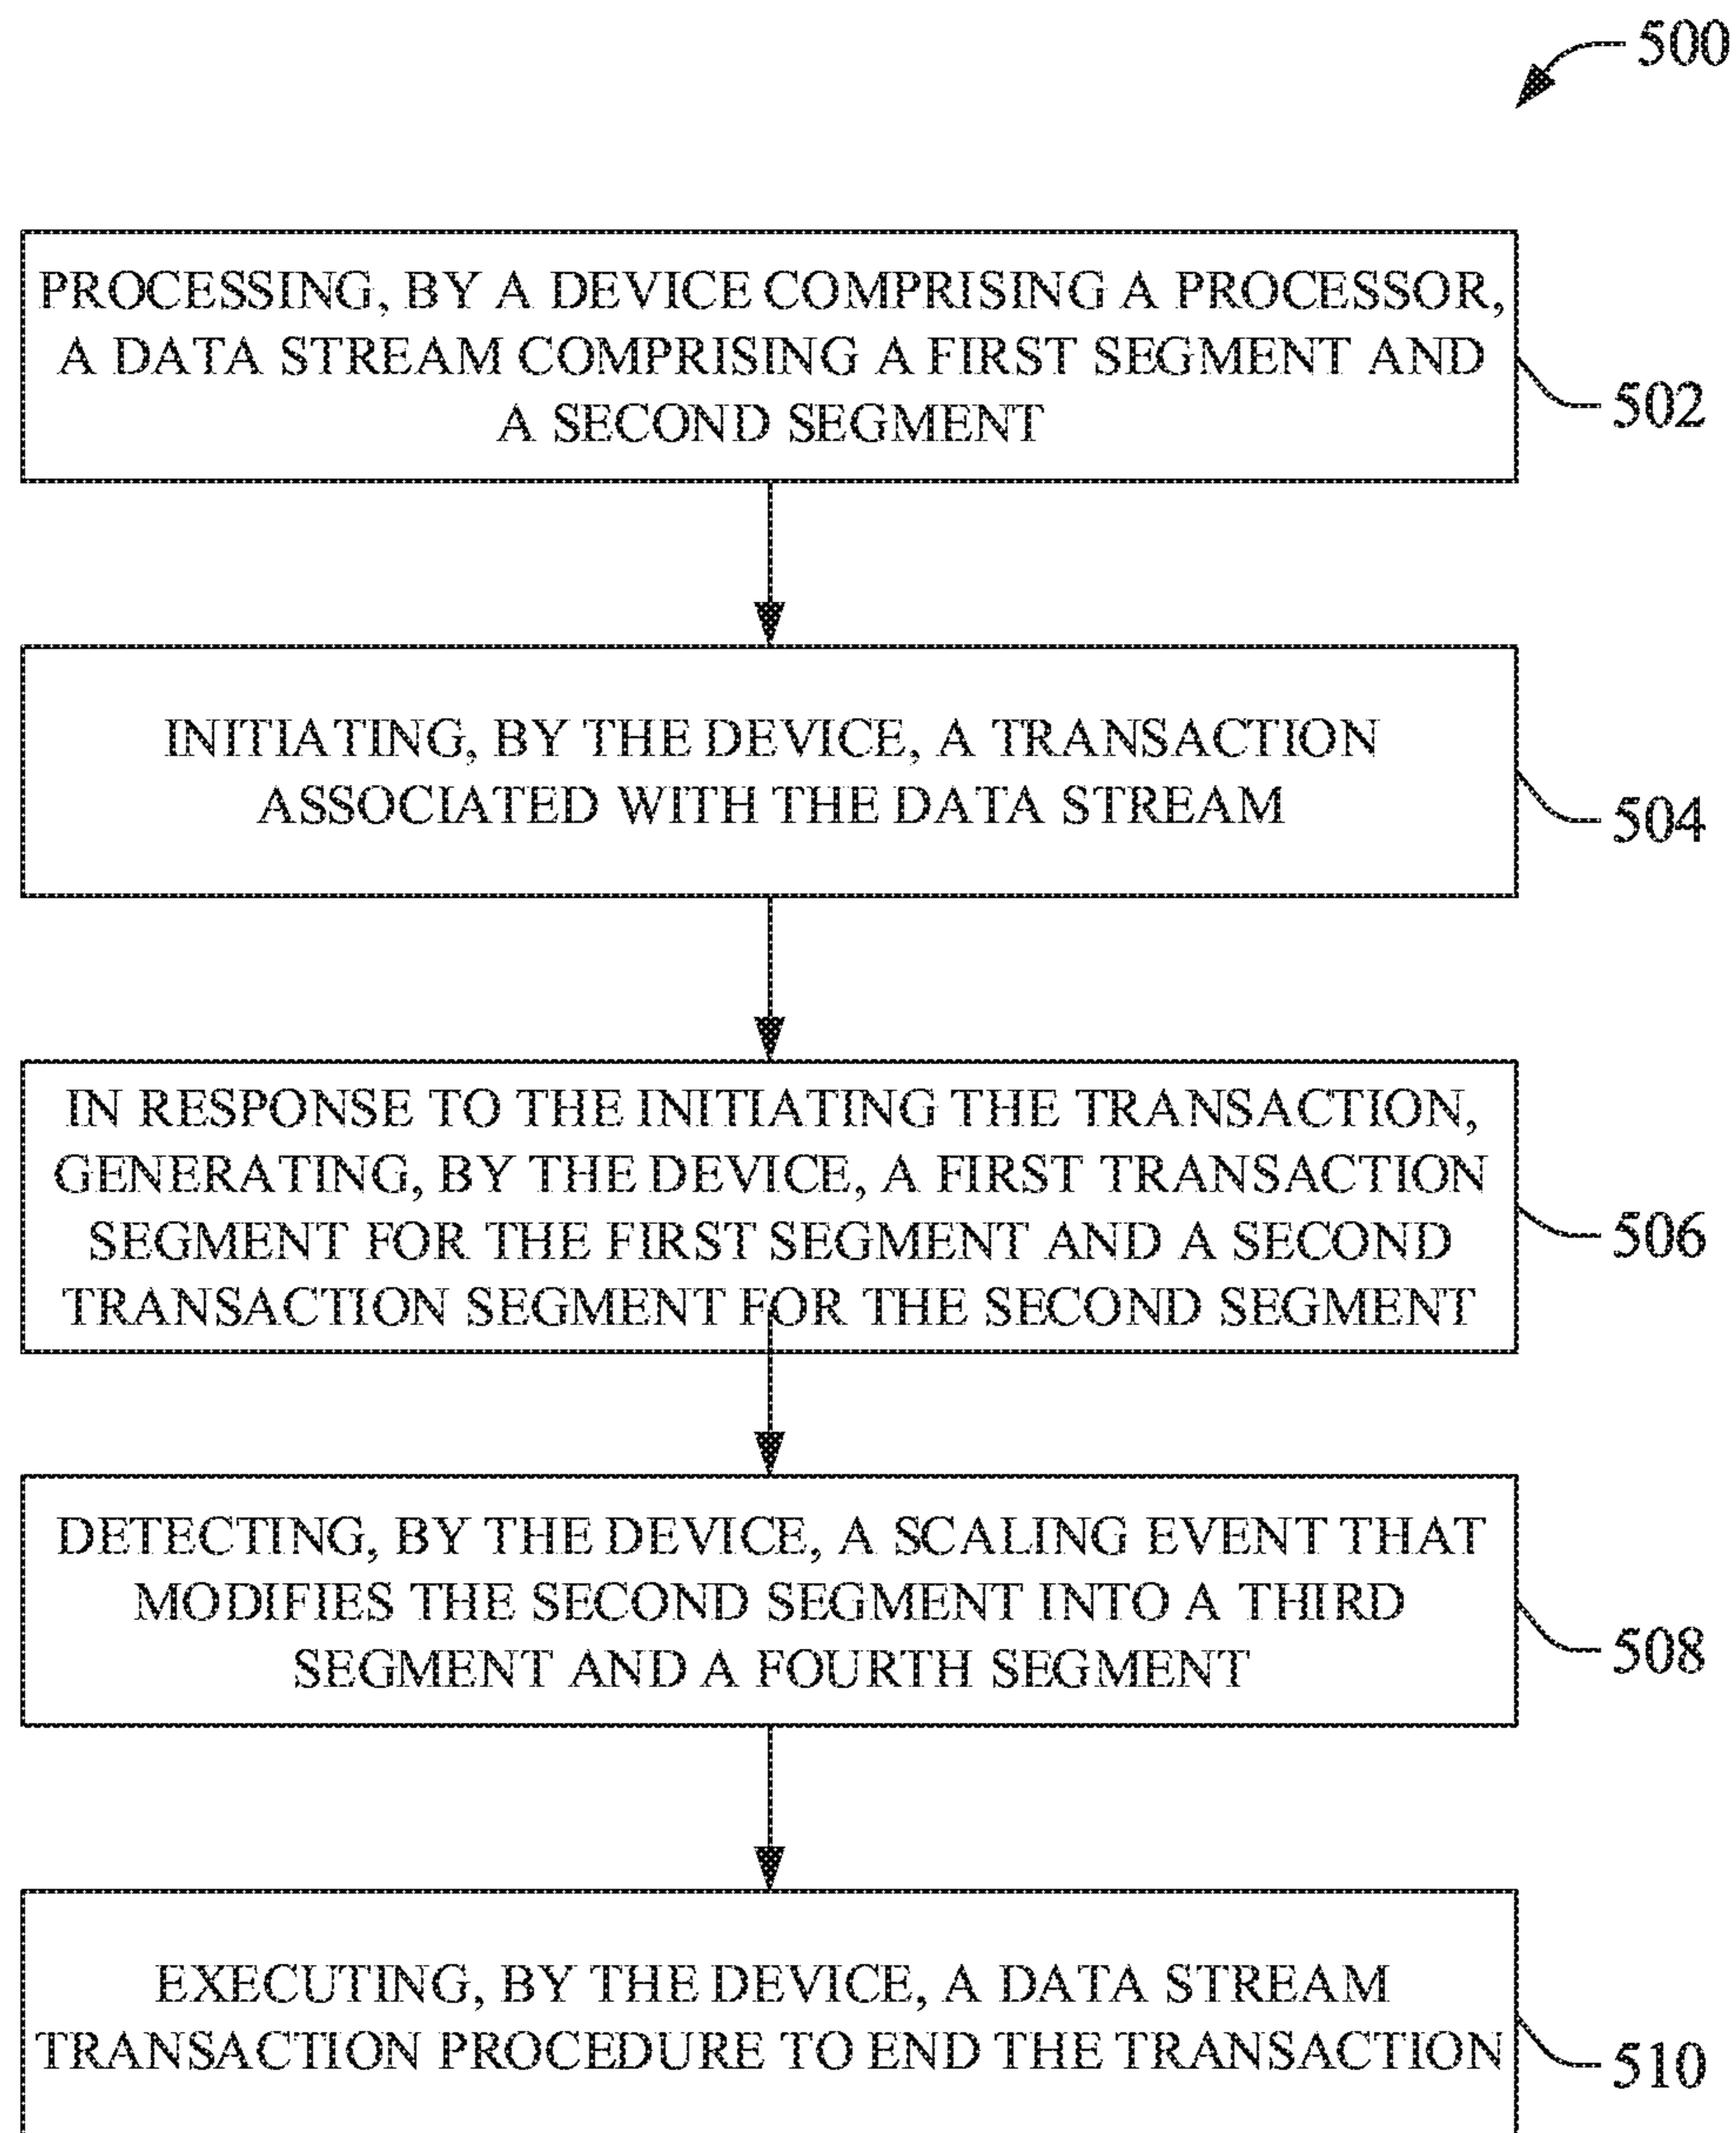 500
PROCESSING, BY A DEVICE COMPRISING A PROCESSOR,
A DATA STREAM COMPRISING A FIRST SEGMENT AND
A SECOND SEGMENT
502
INITIATING, BY THE DEVICE, A TRANSACTION
ASSOCIATED WITH THE DATA STREAM
504
IN RESPONSE TO THE INITIATING THE TRANSACTION,
GENERATING, BY THE DEVICE, A FIRST TRANSACTION
SEGMENT FOR THE FIRST SEGMENT AND A SECOND
TRANSACTION SEGMENT FOR THE SECOND SEGMENT
506
DETECTING, BY THE DEVICE, A SCALING EVENT THAT
MODIFIES THE SECOND SEGMENT INTO A THIRD
SEGMENT AND A FOURTH SEGMENT
508
EXECUTING, BY THE DEVICE, A DATA STREAM
TRANSACTION PROCEDURE TO END THE TRANSACTION
510